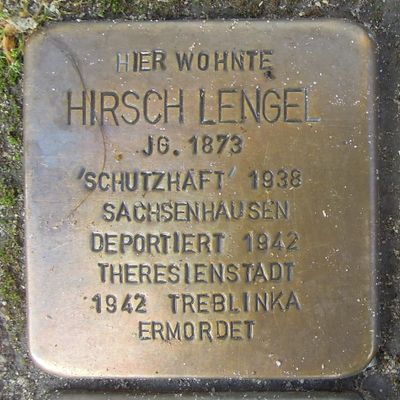 HIER WOHNTE
HIRSCH LENGEL
JG. 1873
'SCHUTZHAFT' 1938
SACHSENHAUSEN
DEPORTIERT 1942
THERESIENSTADT
1942 TREBLINKA
ERMORDET